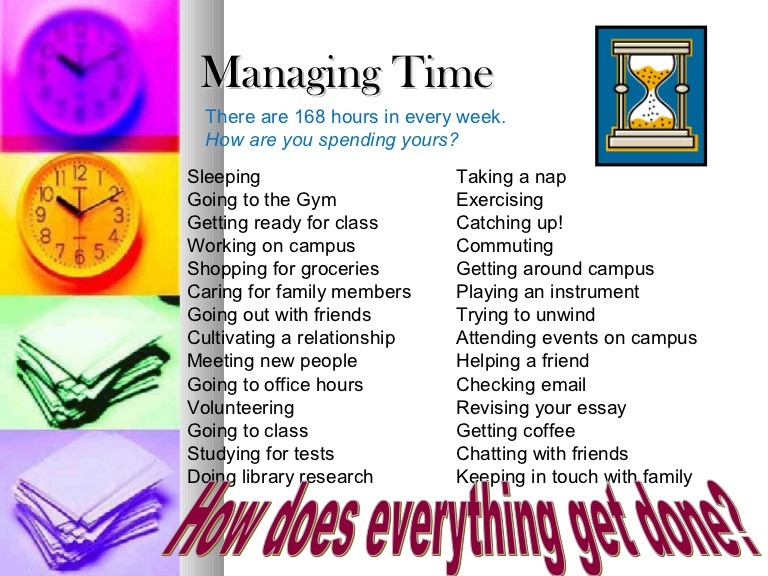 Managing Time
There are 168 hours in every week.
How are you spending yours?
Sleeping
Going to the Gym
Getting ready for class
Working on campus
Shopping for groceries
Caring for family members
Going out with friends
Cultivating a relationship
Meeting new people
Going to office hours
Volunteering
Going to class
Studying for tests
Doing library research
Taking a nap
Exercising
Catching up!
Commuting
Getting around campus
Playing an instrument
Trying to unwind
Attending events on campus
Helping a friend
Checking email
Revising your essay
Getting coffee
Chatting with friends
Keeping in touch with family
How does everything get done?